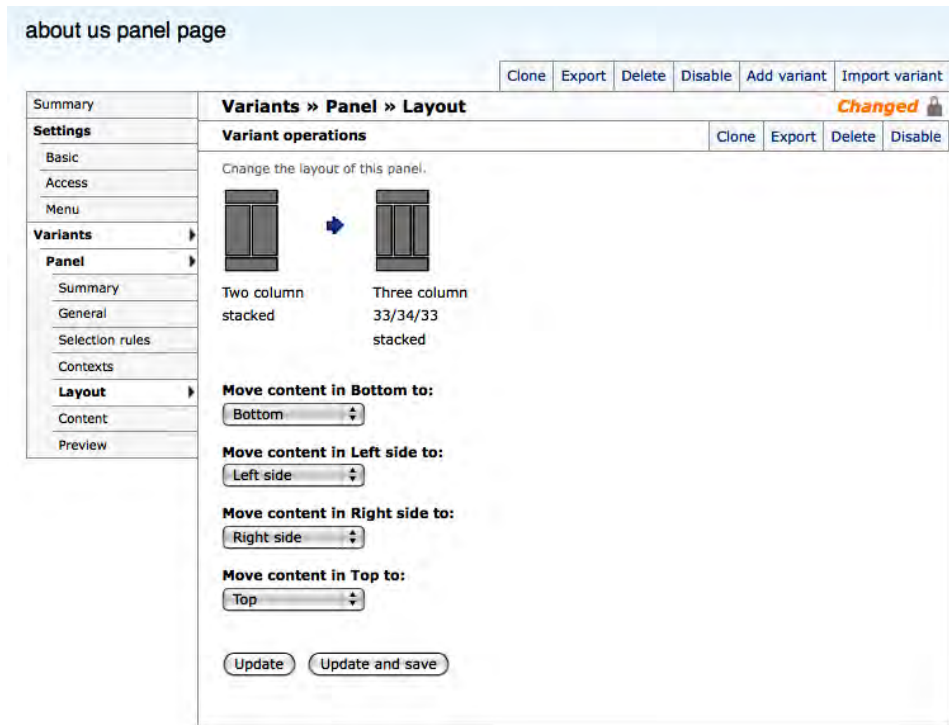 about us panel page
Clone Export Delete Disable Add variant Import variant
Summary
Settings
Basic
Access
Menu
Variants
Panel
Summary
General
Selection rules
Contexts
Layout
Content
Preview
Variants » Panel » Layout
Changed
Variant operations
Clone Export Delete Disable
Change the layout of this panel.
Two column
stacked
Three column
33/34/33
stacked
Move content in Bottom to:
Bottom
Move content in Left side to:
Left side
Move content in Right side to:
Right side
Move content in Top to:
Top
Update Update and save